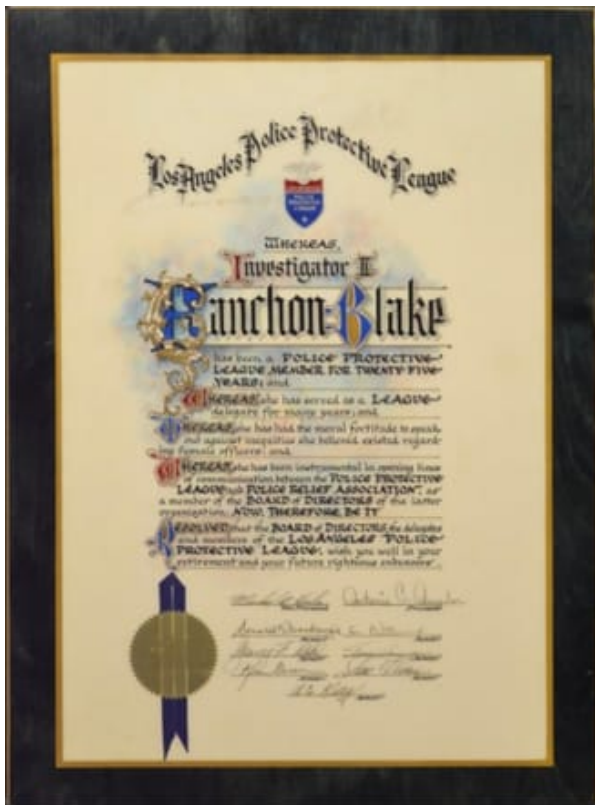 Los Angeles Police Protective League
WHEREAS,
Investigator II
Fanchon Blake
has been a POLICE PROTECTIVE
LEAGUE MEMBER FOR TWENTY FIVE
YEARS; and
WHEREAS, she has served as a LEAGUE
delegate for many years; and
WHEREAS, she has had the moral fortitude to speak
out against inequities she believed existed regard-
ing female officers; and
WHEREAS, she has been instrumental in opening lines
of communication between the POLICE PROTECTIVE
LEAGUE and POLICE RELIEF ASSOCIATION, as
a member of the BOARD of DIRECTORS of the latter
organization, NOW, THEREFORE, BE IT
RESOLVED, that the BOARD of DIRECTORS, the delegates
and members of the LOS ANGELES POLICE
PROTECTIVE LEAGUE, wish you well in your
retirement and your future righteous endeavors.